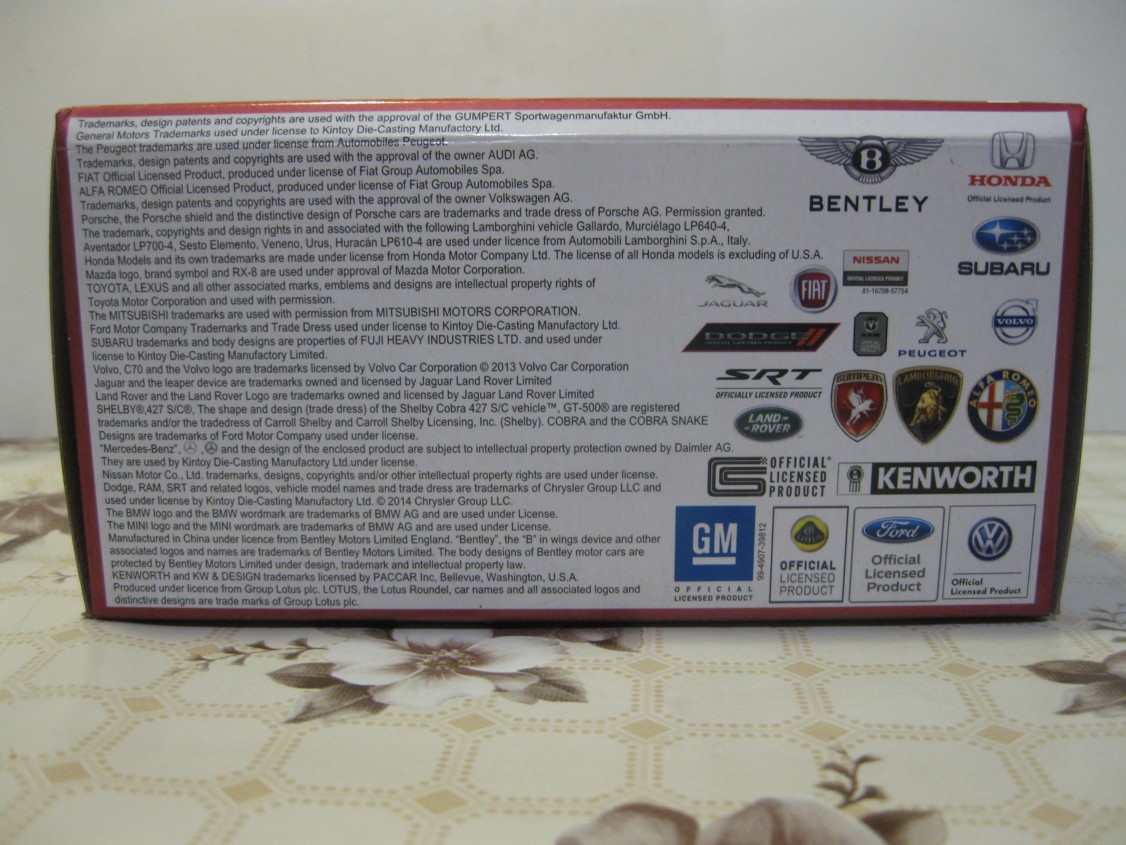 Trademarks, design patents and copyrights are used with the approval of the GUMPERT Sportwagenmanufaktur GmbH.
General Motors Trademarks used under license to Kintoy Die-Casting Manufactory Ltd.
The Peugeot trademarks are used under license from Automobiles Peugeot.
Trademarks, design patents and copyrights are used with the approval of the owner AUDI AG.
FIAT Official Licensed Product, produced under license of Fiat Group Automobiles Spa.
ALFA ROMEO Official Licensed Product, produced under license of Fiat Group Automobiles Spa.
Trademarks, design patents and copyrights are used with the approval of the owner Volkswagen AG.
Porsche, the Porsche shield and the distinctive design of Porsche cars are trademarks and trade dress of Porsche AG. Permission granted.
The trademark, copyrights and design rights in and associated with the following Lamborghini vehicle Gallardo, Murciélago LP640-4,
Aventador LP700-4, Sesto Elemento, Veneno, Urus, Huracán LP610-4 are used under licence from Automobili Lamborghini S.p.A., Italy.
Honda Models and its own trademarks are made under license from Honda Motor Company Ltd. The license of all Honda models is excluding of U.S.A.
Mazda logo, brand symbol and RX-8 are used under approval of Mazda Motor Corporation.
TOYOTA, LEXUS and all other associated marks, emblems and designs are intellectual property rights of
Toyota Motor Corporation and used with permission.
The MITSUBISHI trademarks are used with permission from MITSUBISHI MOTORS CORPORATION.
Ford Motor Company Trademarks and Trade Dress used under license to Kintoy Die-Casting Manufactory Ltd.
SUBARU trademarks and body designs are properties of FUJI HEAVY INDUSTRIES LTD. and used under
license to Kintoy Die-Casting Manufactory Limited.
Volvo, C70 and the Volvo logo are trademarks licensed by Volvo Car Corporation © 2013 Volvo Car Corporation
Jaguar and the leaper device are trademarks owned and licensed by Jaguar Land Rover Limited
Land Rover and the Land Rover Logo are trademarks owned and licensed by Jaguar Land Rover Limited
SHELBY®,427 S/C®, The shape and design (trade dress) of the Shelby Cobra 427 S/C vehicle™, GT-500® are registered
trademarks and/or the tradedress of Carroll Shelby and Carroll Shelby Licensing, Inc. (Shelby). COBRA and the COBRA SNAKE
Designs are trademarks of Ford Motor Company used under license.
"Mercedes-Benz", , and the design of the enclosed product are subject to intellectual property protection owned by Daimler AG.
They are used by Kintoy Die-Casting Manufactory Ltd.under license.
Nissan Motor Co., Ltd. trademarks, designs, copyrights and/or other intellectual property rights are used under license.
Dodge, RAM, SRT and related logos, vehicle model names and trade dress are trademarks of Chrysler Group LLC and
used under license by Kintoy Die-Casting Manufactory Ltd. © 2014 Chrysler Group LLC.
The BMW logo and the BMW wordmark are trademarks of BMW AG and are used under License.
The MINI logo and the MINI wordmark are trademarks of BMW AG and are used under License.
Manufactured in China under licence from Bentley Motors Limited England. "Bentley", the "B" in wings device and other
associated logos and names are trademarks of Bentley Motors Limited. The body designs of Bentley motor cars are
protected by Bentley Motors Limited under design, trademark and intellectual property law.
KENWORTH and KW & DESIGN trademarks licensed by PACCAR Inc, Bellevue, Washington, U.S.A.
Produced under licence from Group Lotus plc. LOTUS, the Lotus Roundel, car names and all associated logos and
distinctive designs are trade marks of Group Lotus plc.
B
BENTLEY
HONDA
Official Licensed Product
SUBARU
JAGUAR
FIAT
NISSAN
OFFICIAL LICENSED PRODUCT
81-16708-57754
DODGE
OFFICIAL LICENSED PRODUCT
PEUGEOT
VOLVO
SRT
OFFICIALLY LICENSED PRODUCT
LAND-
ROVER
GUMPERT
LAMBORGHINI
ALFA ROMEO
OFFICIAL
LICENSED
PRODUCT
KENWORTH
GM
OFFICIAL
LICENSED PRODUCT
99-4907-39812
LOTUS
OFFICIAL
LICENSED
PRODUCT
Ford
Official
Licensed
Product
Official
Licensed Product